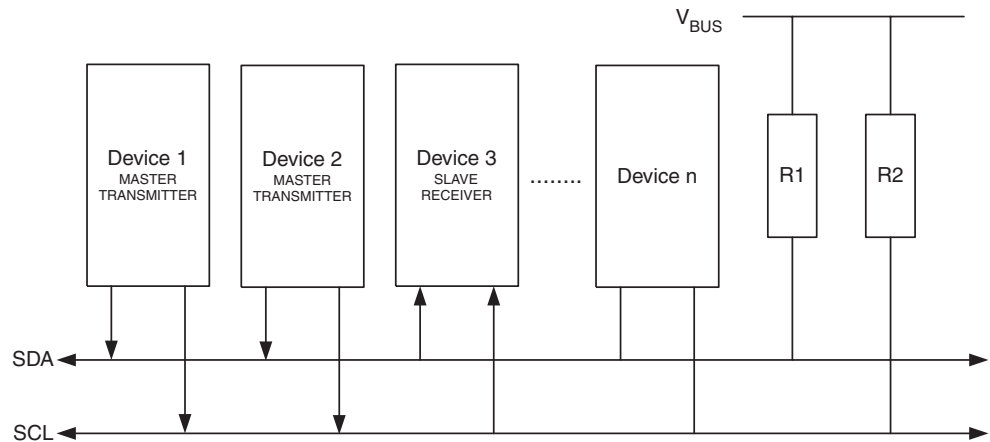 V_BUS
Device 1
MASTER
TRANSMITTER
Device 2
MASTER
TRANSMITTER
Device 3
SLAVE
RECEIVER
........
Device n
R1
R2
SDA
SCL